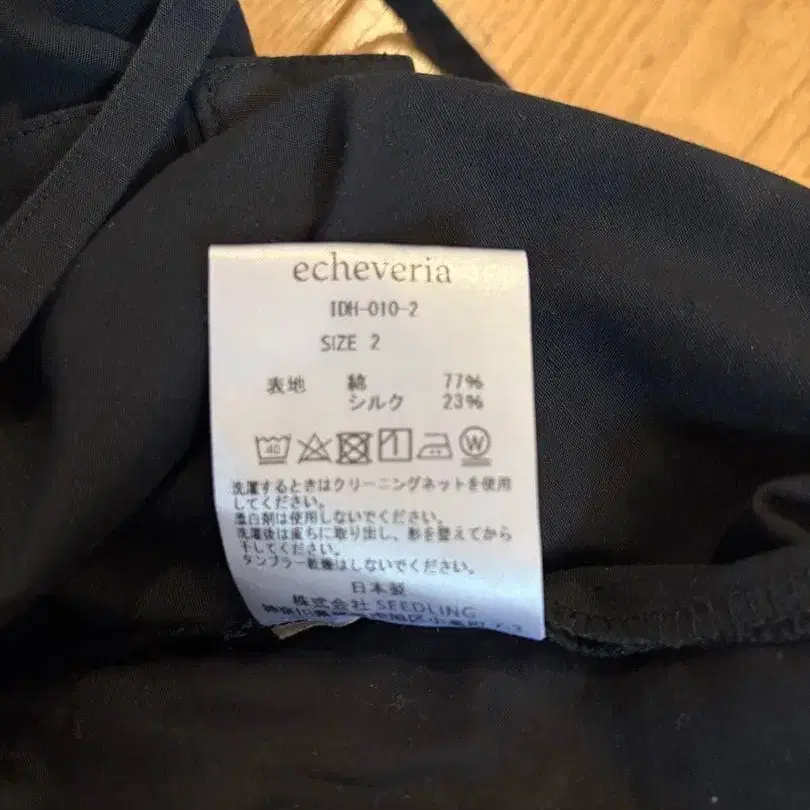 echeveria
IDH-010-2
SIZE 2
表地 綿 77%
シルク 23%
40 W
洗濯するときはクリーニングネットを使用
してください。
漂白剤は使用しないでください。
洗濯後は直ちに取り出し、形を整えてから
干してください。
タンブラー乾燥はしないでください。
日本製
株式会社 SEEDLING
神奈川県